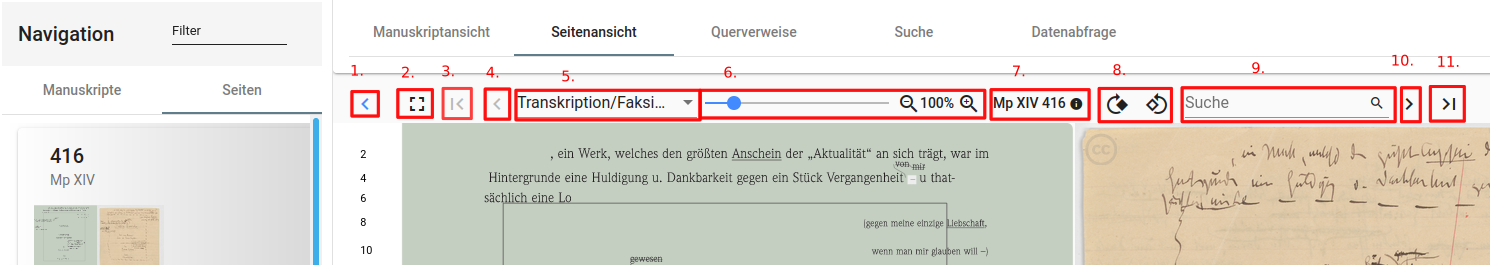 Navigation
Filter
Manuskripte
Seiten
416
Mp XIV
Manuskriptansicht
Seitenansicht
Querverweise
Suche
Datenabfrage
1. 2. 3. 4. 5. 6. 7. 8. 9. 10. 11.
Transkription/Faksi...
100%
Mp XIV 416
Suche
2 , ein Werk, welches den größten Anschein der „Aktualität“ an sich trägt, war im
von mir
4 Hintergrunde eine Huldigung u. Dankbarkeit gegen ein Stück Vergangenheit – u that-
6 sächlich eine Lo
8 (gegen meine einzige Liebschaft,
10 wenn man mir glauben will –)
gewesen
cc